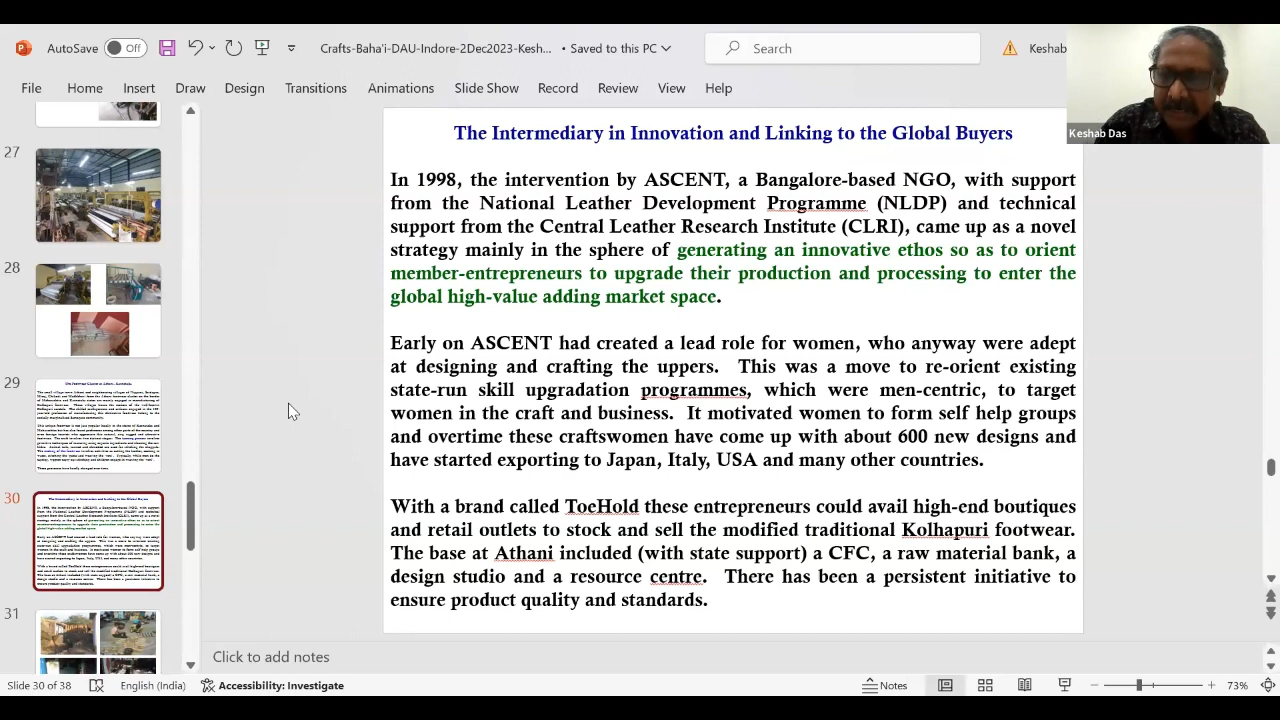 AutoSave
Off
Crafts-Baha'i-DAU-Indore-2Dec2023-Kesh... • Saved to this PC
Search
Keshab
File
Home
Insert
Draw
Design
Transitions
Animations
Slide Show
Record
Review
View
Help
Keshab Das
27
28
29
30
31
The Intermediary in Innovation and Linking to the Global Buyers
In 1998, the intervention by ASCENT, a Bangalore-based NGO, with support
from the National Leather Development Programme (NLDP) and technical
support from the Central Leather Research Institute (CLRI), came up as a novel
strategy mainly in the sphere of generating an innovative ethos so as to orient
member-entrepreneurs to upgrade their production and processing to enter the
global high-value adding market space.
Early on ASCENT had created a lead role for women, who anyway were adept
at designing and crafting the uppers. This was a move to re-orient existing
state-run skill upgradation programmes, which were men-centric, to target
women in the craft and business. It motivated women to form self help groups
and overtime these craftswomen have come up with about 600 new designs and
have started exporting to Japan, Italy, USA and many other countries.
With a brand called ToeHold these entrepreneurs could avail high-end boutiques
and retail outlets to stock and sell the modified traditional Kolhapuri footwear.
The base at Athani included (with state support) a CFC, a raw material bank, a
design studio and a resource centre. There has been a persistent initiative to
ensure product quality and standards.
Click to add notes
Slide 30 of 38
English (India)
Accessibility: Investigate
Notes
73%